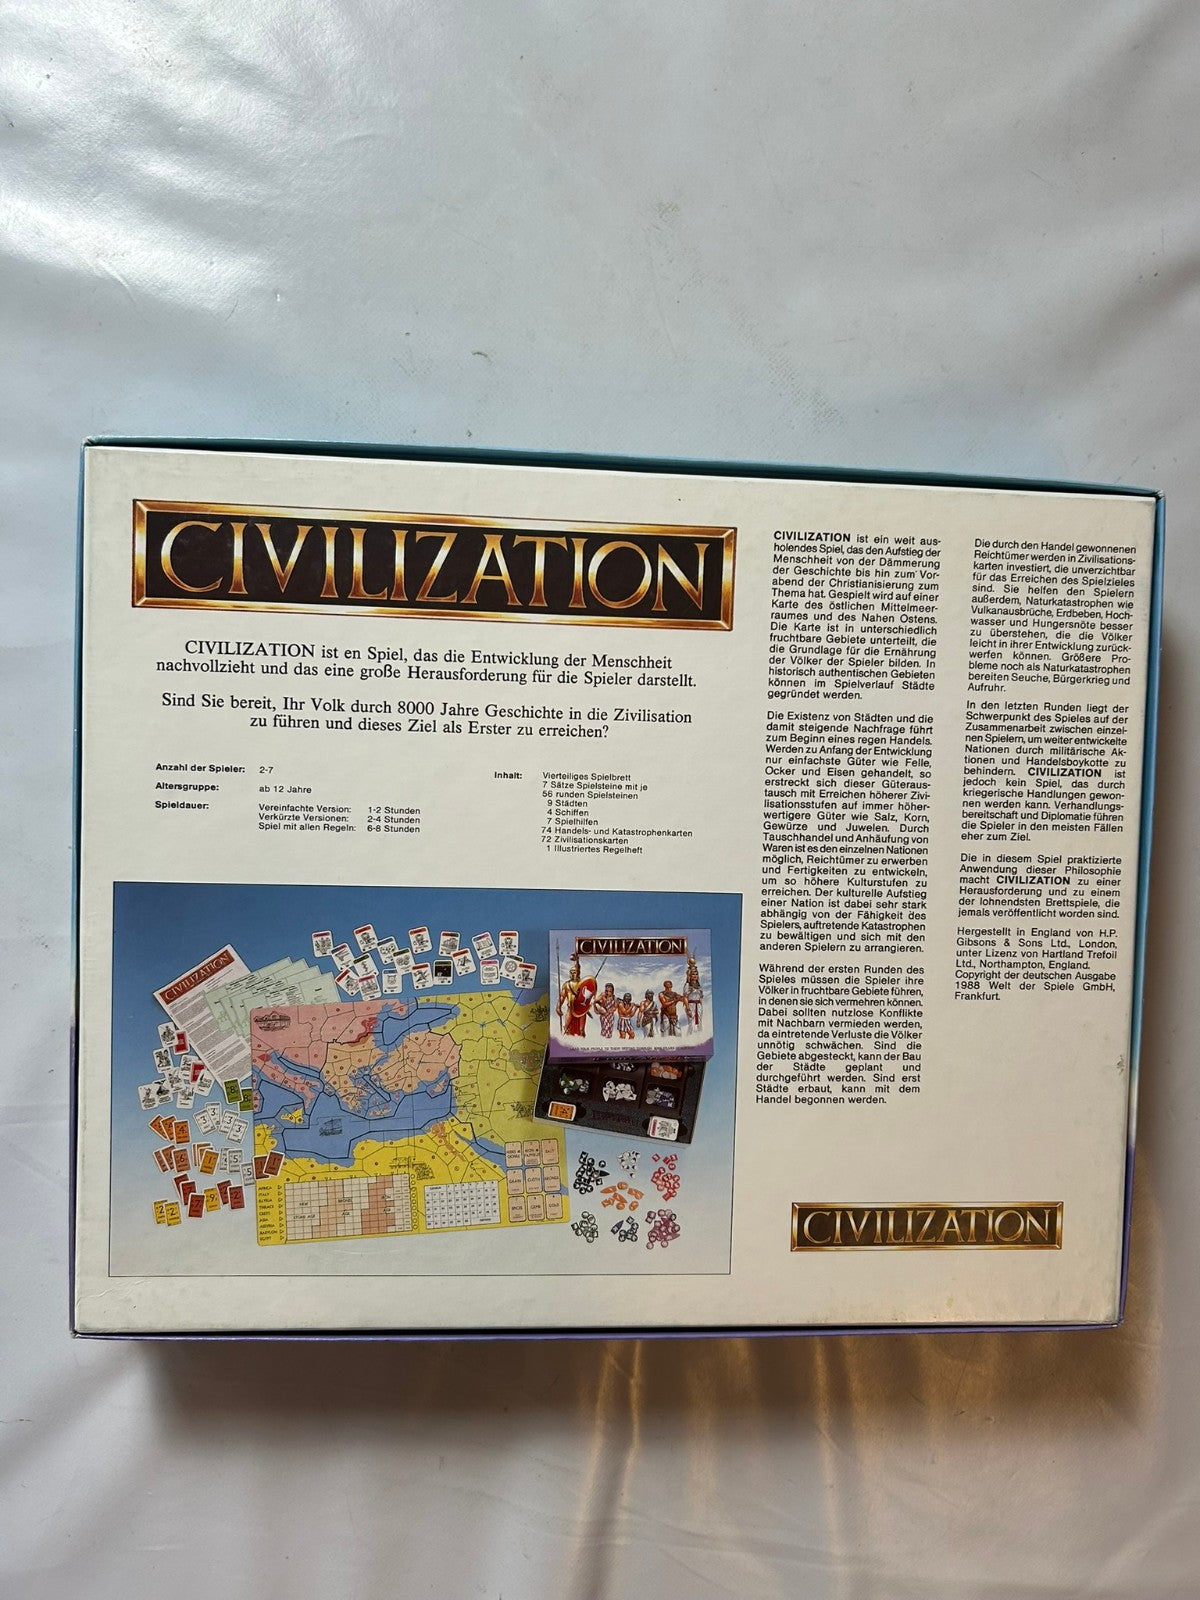 CIVILIZATION
CIVILIZATION ist en Spiel, das die Entwicklung der Menschheit
nachvollzieht und das eine große Herausforderung für die Spieler darstellt.
Sind Sie bereit, Ihr Volk durch 8000 Jahre Geschichte in die Zivilisation
zu führen und dieses Ziel als Erster zu erreichen?
Anzahl der Spieler: 2-7
Altersgruppe: ab 12 Jahre
Spieldauer: Vereinfachte Version: 1-2 Stunden
Verkürzte Versionen: 2-4 Stunden
Spiel mit allen Regeln: 6-8 Stunden
Inhalt: Vierteiliges Spielbrett
7 Sätze Spielsteine mit je
56 runden Spielsteinen
9 Städten
4 Schiffen
7 Spielhilfen
74 Handels- und Katastrophenkarten
72 Zivilisationskarten
1 Illustriertes Regelheft
CIVILIZATION ist ein weit aus-
holendes Spiel, das den Aufstieg der
Menschheit von der Dämmerung
der Geschichte bis hin zum Vor-
abend der Christianisierung zum
Thema hat. Gespielt wird auf einer
Karte des östlichen Mittelmeer-
raumes und des Nahen Ostens.
Die Karte ist in unterschiedlich
fruchtbare Gebiete unterteilt, die
die Grundlage für die Ernährung
der Völker der Spieler bilden. In
historisch authentischen Gebieten
können im Spielverlauf Städte
gegründet werden.
Die Existenz von Städten und die
damit steigende Nachfrage führt
zum Beginn eines regen Handels.
Werden zu Anfang der Entwicklung
nur einfachste Güter wie Felle,
Ocker und Eisen gehandelt, so
erstreckt sich dieser Güteraus-
tausch mit Erreichen höherer Zivi-
lisationsstufen auf immer höher-
wertigere Güter wie Salz, Korn,
Gewürze und Juwelen. Durch
Tauschhandel und Anhäufung von
Waren ist es den einzelnen Nationen
möglich, Reichtümer zu erwerben
und Fertigkeiten zu entwickeln,
um so höhere Kulturstufen zu
erreichen. Der kulturelle Aufstieg
einer Nation ist dabei sehr stark
abhängig von der Fähigkeit des
Spielers, auftretende Katastrophen
zu bewältigen und sich mit den
anderen Spielern zu arrangieren.
Während der ersten Runden des
Spieles müssen die Spieler ihre
Völker in fruchtbare Gebiete führen,
in denen sie sich vermehren können.
Dabei sollten nutzlose Konflikte
mit Nachbarn vermieden werden,
da eintretende Verluste die Völker
unnötig schwächen. Sind die
Gebiete abgesteckt, kann der Bau
der Städte geplant und
durchgeführt werden. Sind erst
Städte erbaut, kann mit dem
Handel begonnen werden.
Die durch den Handel gewonnenen
Reichtümer werden in Zivilisations-
karten investiert, die unverzichtbar
für das Erreichen des Spielzieles
sind. Sie helfen den Spielern
außerdem, Naturkatastrophen wie
Vulkanausbrüche, Erdbeben, Hoch-
wasser und Hungersnöte besser
zu überstehen, die die Völker
leicht in ihrer Entwicklung zurück-
werfen können. Größere Pro-
bleme noch als Naturkatastrophen
bereiten Seuche, Bürgerkrieg und
Aufruhr.
In den letzten Runden liegt der
Schwerpunkt des Spieles auf der
Zusammenarbeit zwischen einzel-
nen Spielern, um weiter entwickelte
Nationen durch militärische Ak-
tionen und Handelsboykotte zu
behindern. CIVILIZATION ist
jedoch kein Spiel, das durch
kriegerische Handlungen gewon-
nen werden kann. Verhandlungs-
bereitschaft und Diplomatie führen
die Spieler in den meisten Fällen
eher zum Ziel.
Die in diesem Spiel praktizierte
Anwendung dieser Philosophie
macht CIVILIZATION zu einer
Herausforderung und zu einem
der lohnendsten Brettspiele, die
jemals veröffentlicht worden sind.
Hergestellt in England von H.P.
Gibsons & Sons Ltd., London,
unter Lizenz von Hartland Trefoil
Ltd., Northampton, England.
Copyright der deutschen Ausgabe
1988 Welt der Spiele GmbH,
Frankfurt.
CIVILIZATION
CIVILIZATION
CIVILIZATION